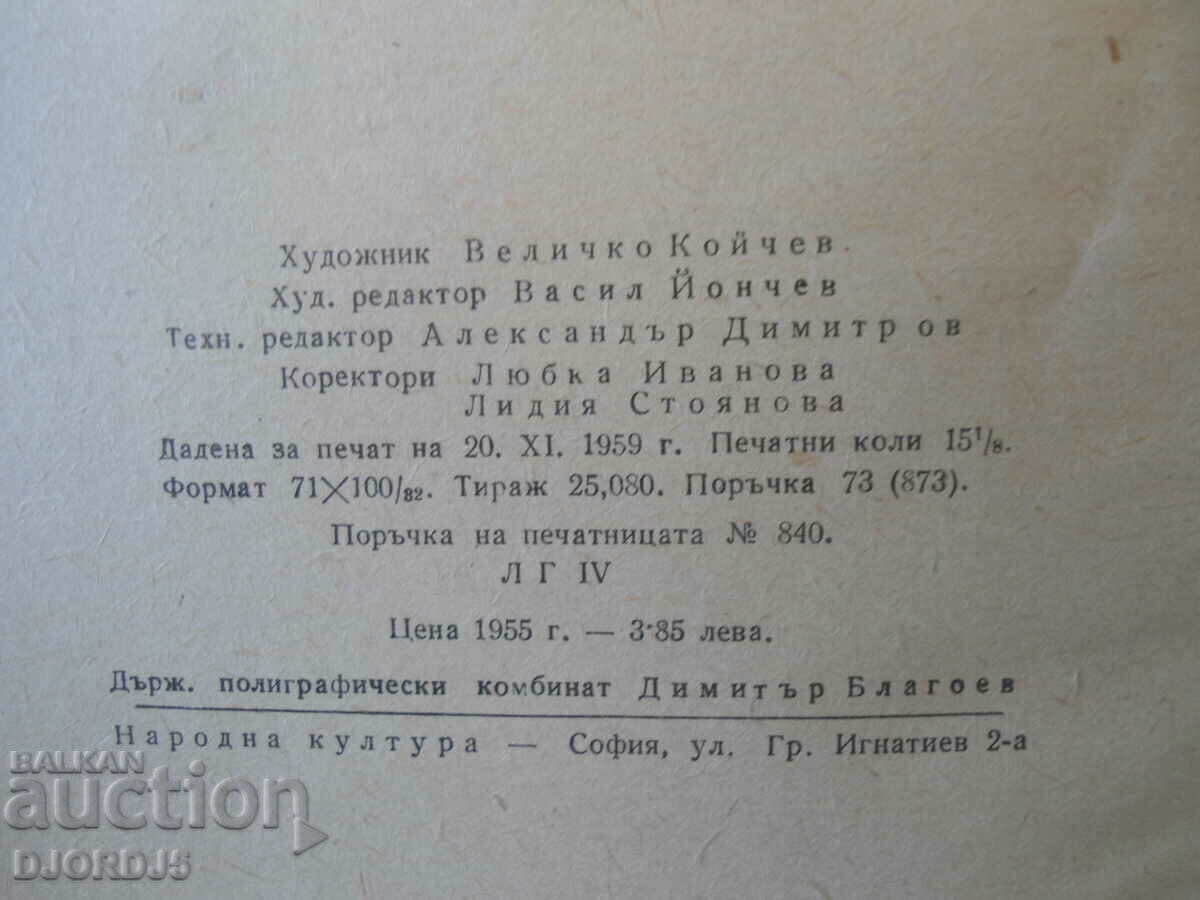 Художник Величко Койчев.
Худ. редактор Васил Йончев
Техн. редактор Александър Димитров
Коректори Любка Иванова
Лидия Стоянова
Дадена за печат на 20. XI. 1959 г. Печатни коли 15¹/₈.
Формат 71×100/₈₂. Тираж 25,080. Поръчка 73 (873).
Поръчка на печатницата № 840.
Л Г IV
Цена 1955 г. — 3·85 лева.
Държ. полиграфически комбинат Димитър Благоев
Народна култура — София, ул. Гр. Игнатиев 2-а
BALKAN
auction
DJORDJ5